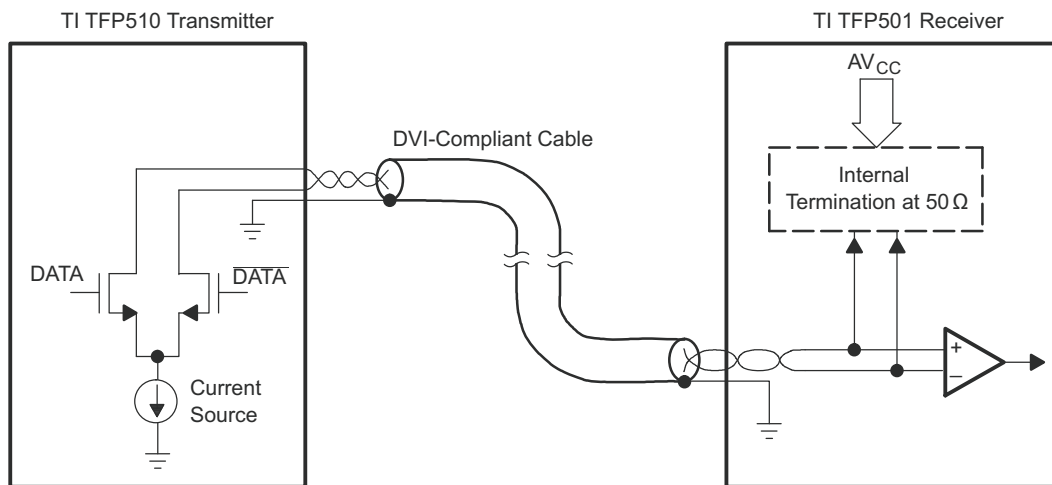 TI TFP510 Transmitter
TI TFP501 Receiver
AVCC
DVI-Compliant Cable
Internal
Termination at 50 Ω
DATA
DATA
+
−
Current
Source